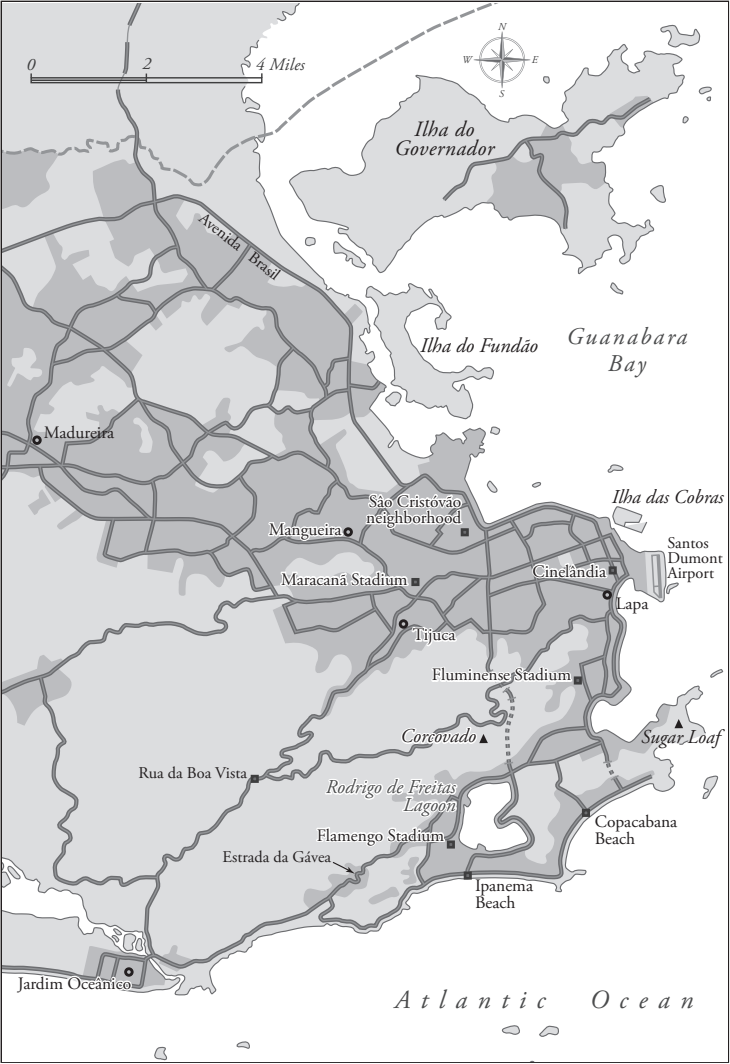 N
W E
S
0 2 4 Miles
Ilha do
Governador
Avenida
Brasil
Guanabara
Bay
Ilha do Fundão
Madureira
Ilha das Cobras
São Cristóvão
neighborhood
Mangueira
Santos
Dumont
Airport
Cinelândia
Maracanã Stadium
Lapa
Tijuca
Fluminense Stadium
Corcovado
Sugar Loaf
Rua da Boa Vista
Rodrigo de Freitas
Lagoon
Copacabana
Beach
Flamengo Stadium
Estrada da Gávea
Ipanema
Beach
Jardim Oceânico
Atlantic Ocean